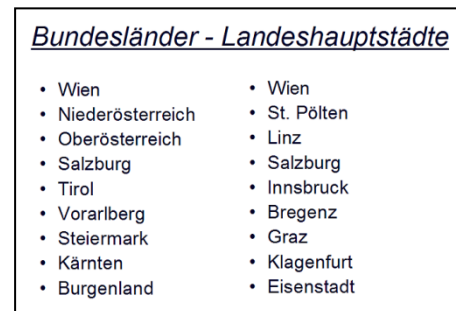 Bundesländer - Landeshauptstädte
• Wien
• Niederösterreich
• Oberösterreich
• Salzburg
• Tirol
• Vorarlberg
• Steiermark
• Kärnten
• Burgenland
• Wien
• St. Pölten
• Linz
• Salzburg
• Innsbruck
• Bregenz
• Graz
• Klagenfurt
• Eisenstadt